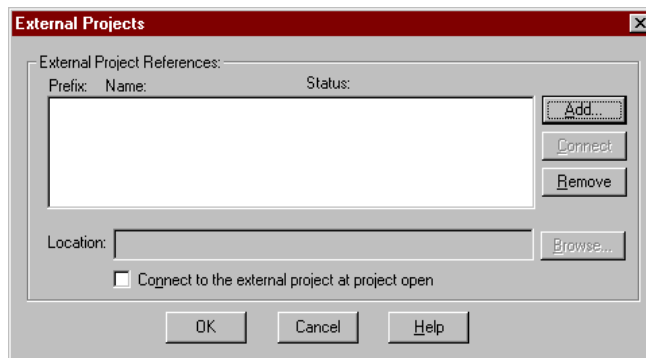 External Projects
External Project References:
Prefix: Name: Status:
Add...
Connect
Remove
Location:
Browse...
Connect to the external project at project open
OK Cancel Help